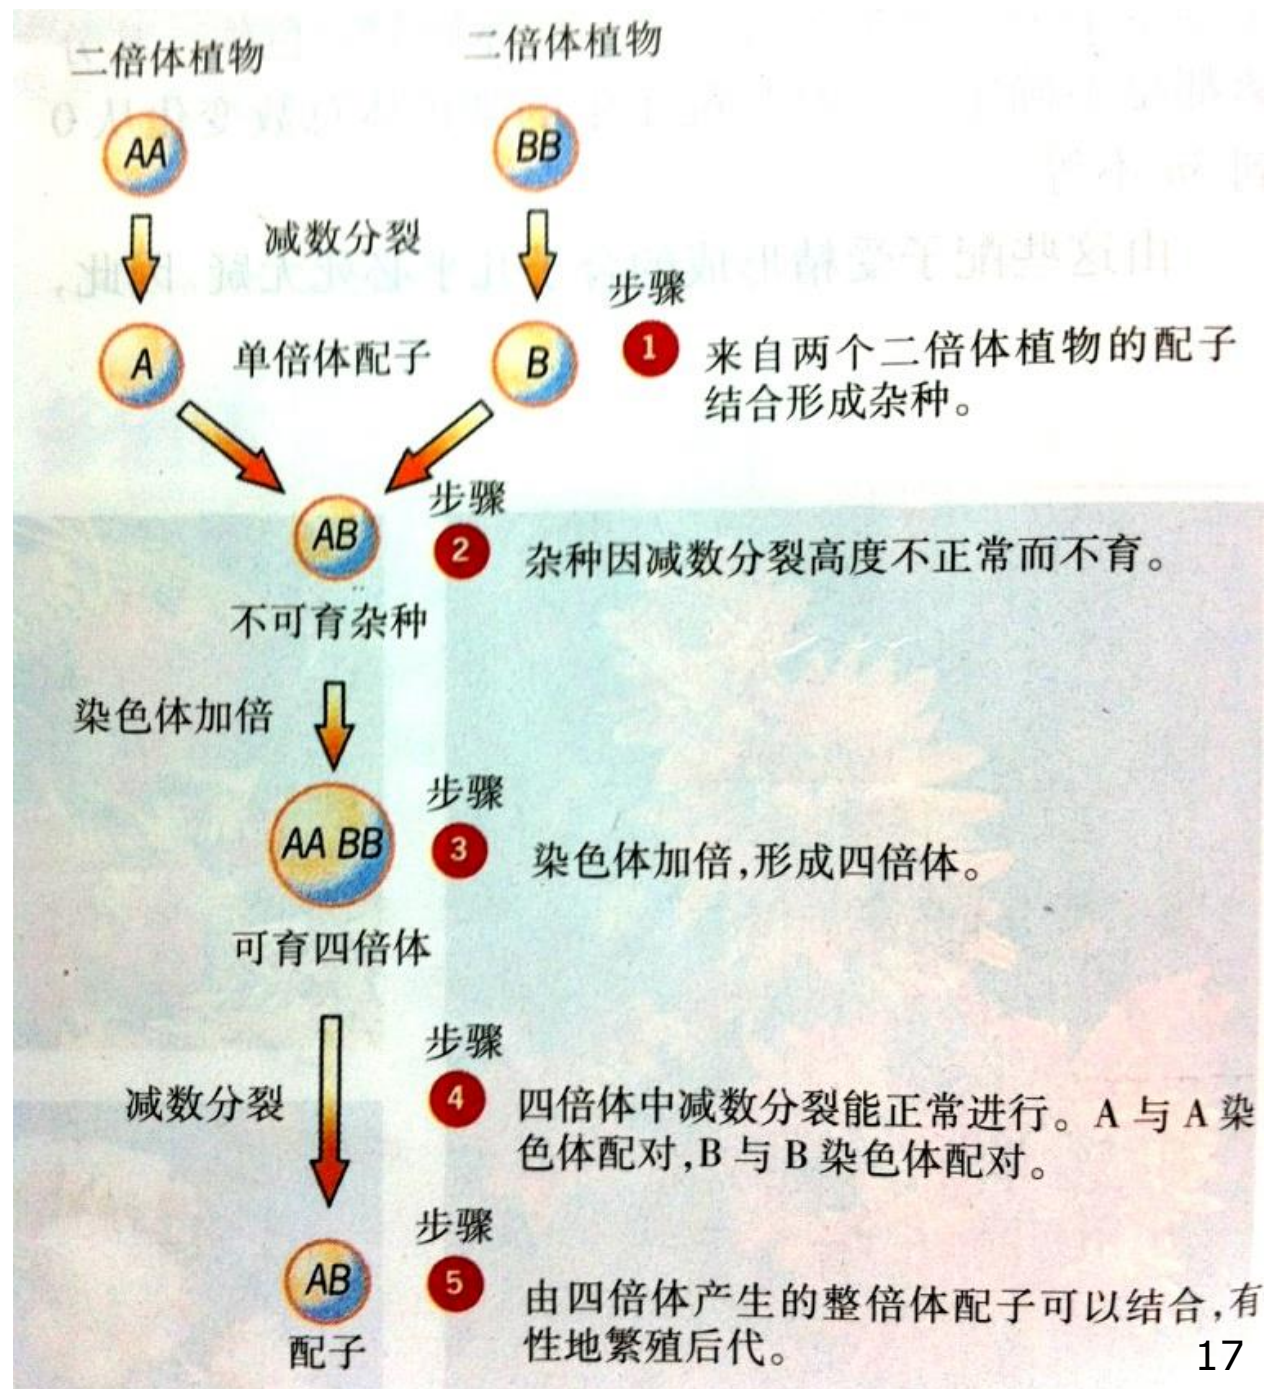 二倍体植物
二倍体植物
AA
BB
减数分裂
步骤
A
单倍体配子
B
1
来自两个二倍体植物的配子
结合形成杂种。
步骤
AB
2
杂种因减数分裂高度不正常而不育。
不可育杂种
染色体加倍
步骤
AA BB
3
染色体加倍,形成四倍体。
可育四倍体
步骤
减数分裂
4
四倍体中减数分裂能正常进行。A 与 A 染
色体配对,B 与 B 染色体配对。
步骤
AB
5
由四倍体产生的整倍体配子可以结合,有
性地繁殖后代。
配子
17